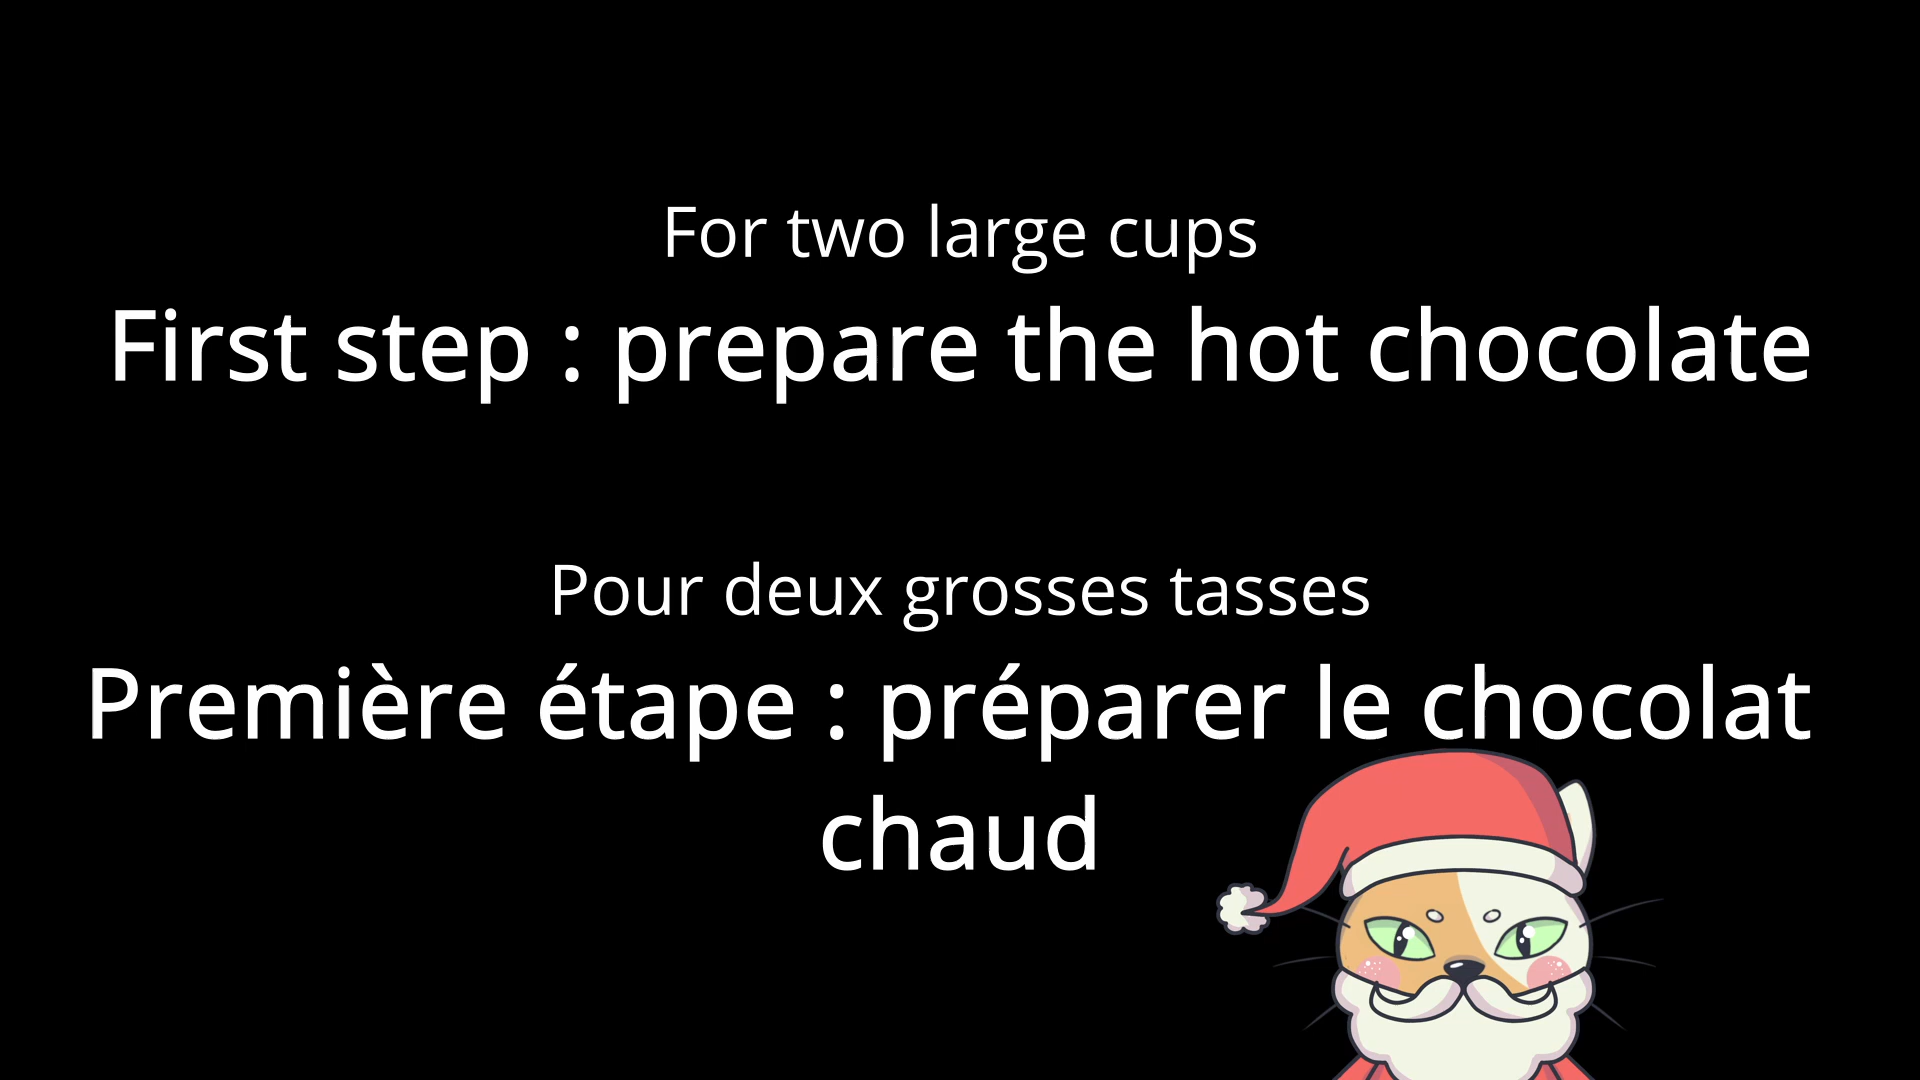 For two large cups
First step : prepare the hot chocolate
Pour deux grosses tasses
Première étape : préparer le chocolat
chaud